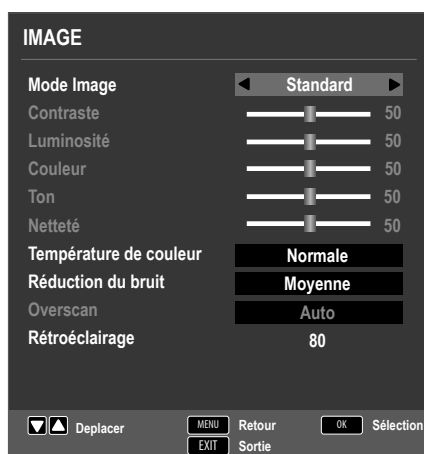 IMAGE
Mode Image Standard
Contraste 50
Luminosité 50
Couleur 50
Ton 50
Netteté 50
Température de couleur Normale
Réduction du bruit Moyenne
Overscan Auto
Rétroéclairage 80
Deplacer MENU Retour OK Sélection
EXIT Sortie